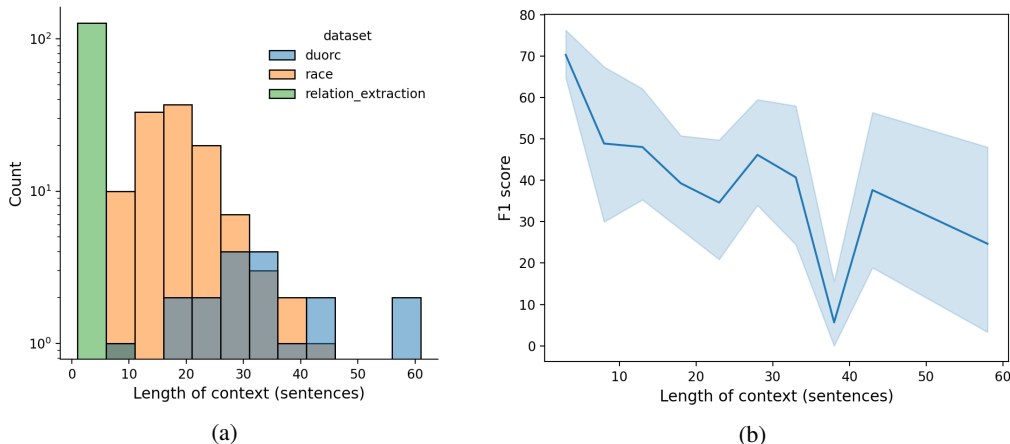 dataset
duorc
race
relation_extraction
Count
10²
10¹
10⁰
0 10 20 30 40 50 60
Length of context (sentences)
(a)
F1 score
80
70
60
50
40
30
20
10
0
10 20 30 40 50 60
Length of context (sentences)
(b)